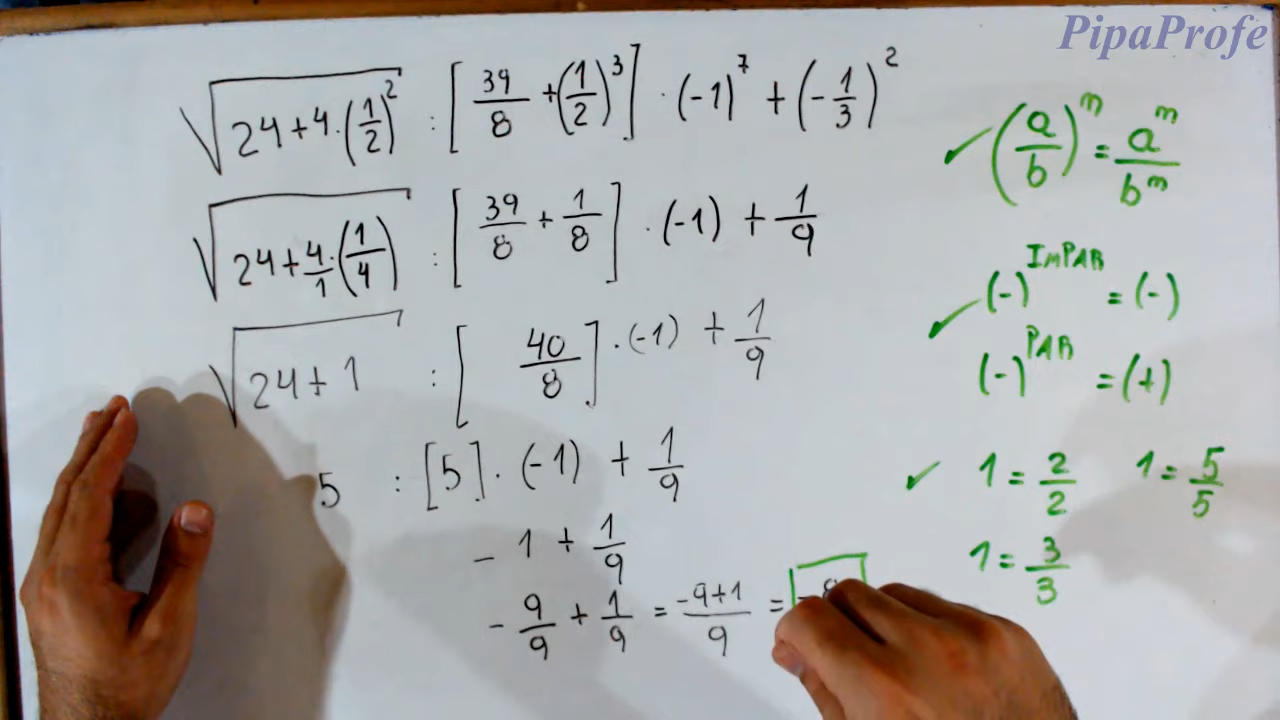 PipaProfe
√(24+4·(1/2)²) : [39/8 + (1/2)³] · (-1)⁷ + (-1/3)²
√(24+4/1·(1/4)) : [39/8 + 1/8] · (-1) + 1/9
√(24+1) : [40/8] · (-1) + 1/9
5 : [5] · (-1) + 1/9
- 1 + 1/9
- 9/9 + 1/9 = -9+1/9 =
✓ (a/b)ᵐ = aᵐ/bᵐ
✓ (-)^ImPAR = (-)
(-)^PAR = (+)
✓ 1 = 2/2 1 = 5/5
1 = 3/3